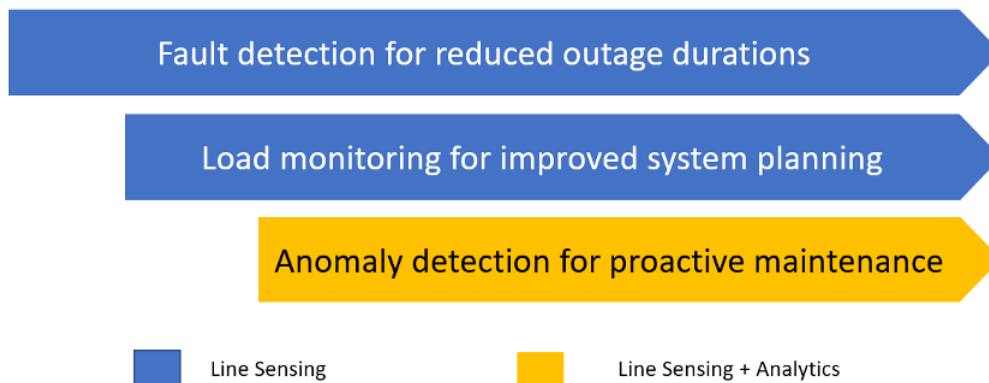 Fault detection for reduced outage durations
Load monitoring for improved system planning
Anomaly detection for proactive maintenance
Line Sensing
Line Sensing + Analytics